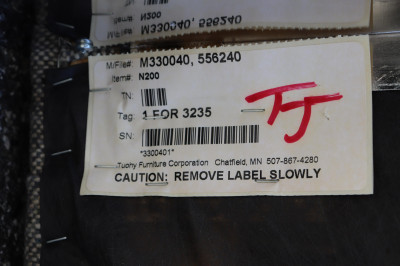 N200
M/File#: M330040, 556240
M/File#: M330040, 556240
Item#: N200
TN:
Tag: 1 FOR 3235
SN:
*3300401*
Tuohy Furniture Corporation Chatfield, MN 507-867-4280
CAUTION: REMOVE LABEL SLOWLY
TJ